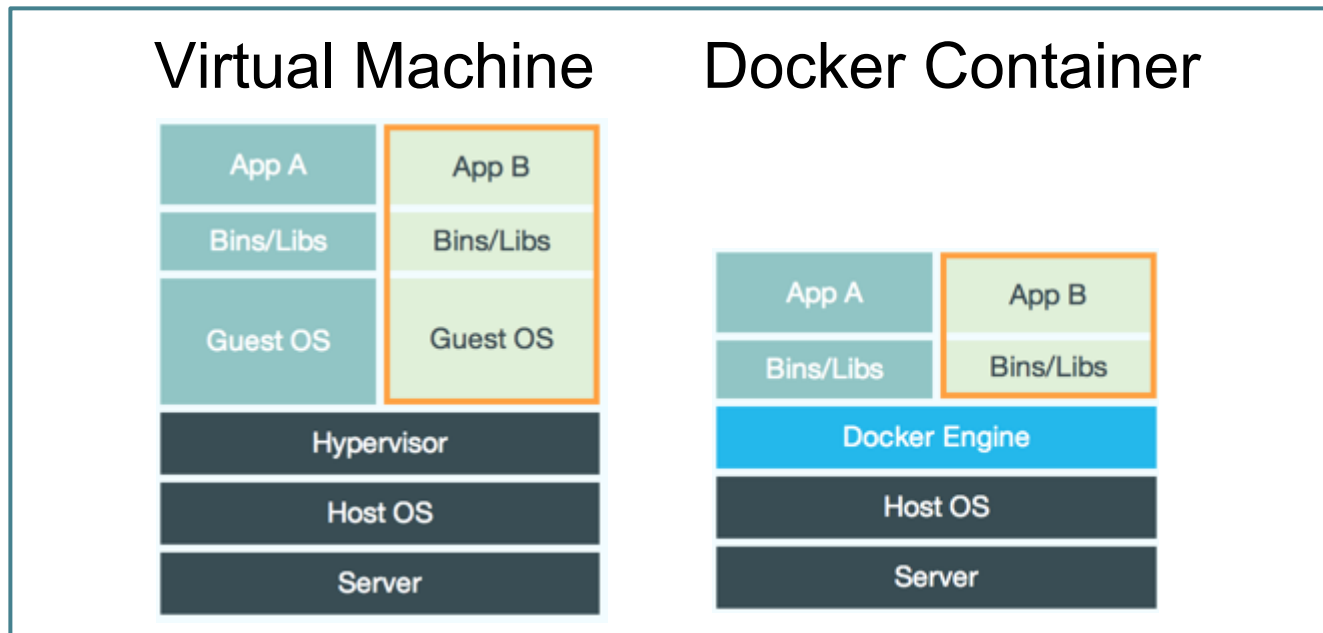 Virtual Machine
Docker Container
App A
App B
Bins/Libs
Bins/Libs
Guest OS
Guest OS
Hypervisor
Host OS
Server
App A
App B
Bins/Libs
Bins/Libs
Docker Engine
Host OS
Server